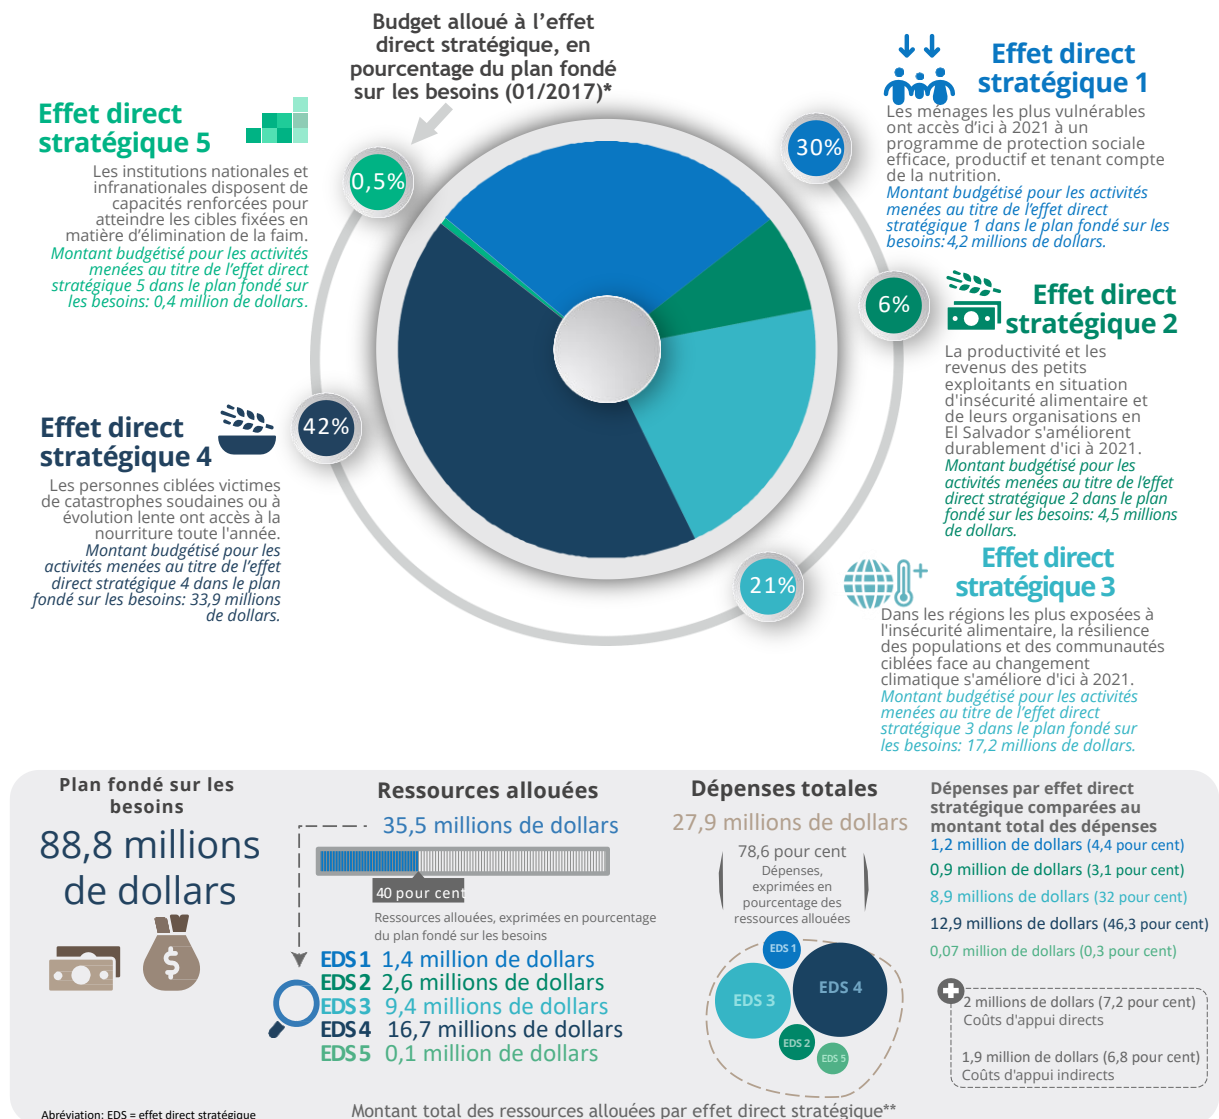 Budget alloué à l’effet
direct stratégique, en
pourcentage du plan fondé
sur les besoins (01/2017)*
Effet direct
stratégique 1
Les ménages les plus vulnérables
ont accès d’ici à 2021 à un
programme de protection sociale
efficace, productif et tenant compte
de la nutrition.
Montant budgétisé pour les activités
menées au titre de l’effet direct
stratégique 1 dans le plan fondé sur les
besoins: 4,2 millions de dollars.
30%
Effet direct
stratégique 2
La productivité et les
revenus des petits
exploitants en situation
d'insécurité alimentaire et
de leurs organisations en
El Salvador s'améliorent
durablement d'ici à 2021.
Montant budgétisé pour les
activités menées au titre de l’effet
direct stratégique 2 dans le plan
fondé sur les besoins: 4,5 millions
de dollars.
6%
Effet direct
stratégique 3
Dans les régions les plus exposées à
l'insécurité alimentaire, la résilience
des populations et des communautés
ciblées face au changement
climatique s'améliore d'ici à 2021.
Montant budgétisé pour les activités
menées au titre de l’effet direct
stratégique 3 dans le plan fondé sur
les besoins: 17,2 millions de dollars.
21%
Effet direct
stratégique 4
Les personnes ciblées victimes
de catastrophes soudaines ou à
évolution lente ont accès à la
nourriture toute l'année.
Montant budgétisé pour les
activités menées au titre de l’effet
direct stratégique 4 dans le plan
fondé sur les besoins: 33,9 millions
de dollars.
42%
Effet direct
stratégique 5
Les institutions nationales et
infranationales disposent de
capacités renforcées pour
atteindre les cibles fixées en
matière d’élimination de la faim.
Montant budgétisé pour les activités
menées au titre de l’effet direct
stratégique 5 dans le plan fondé sur
les besoins: 0,4 million de dollars.
0,5%
Plan fondé sur les
besoins
88,8 millions
de dollars
$
Ressources allouées
35,5 millions de dollars
40 pour cent
Ressources allouées, exprimées en pourcentage
du plan fondé sur les besoins
EDS 1 1,4 million de dollars
EDS 2 2,6 millions de dollars
EDS 3 9,4 millions de dollars
EDS 4 16,7 millions de dollars
EDS 5 0,1 million de dollars
Dépenses totales
27,9 millions de dollars
78,6 pour cent
Dépenses,
exprimées en
pourcentage des
ressources allouées
EDS 1
EDS 4
EDS 3
EDS 2
EDS 5
Dépenses par effet direct
stratégique comparées au
montant total des dépenses
1,2 million de dollars (4,4 pour cent)
0,9 million de dollars (3,1 pour cent)
8,9 millions de dollars (32 pour cent)
12,9 millions de dollars (46,3 pour cent)
0,07 million de dollars (0,3 pour cent)
2 millions de dollars (7,2 pour cent)
Coûts d'appui directs
1,9 million de dollars (6,8 pour cent)
Coûts d'appui indirects
Abréviation: EDS = effet direct stratégique
Montant total des ressources allouées par effet direct stratégique**